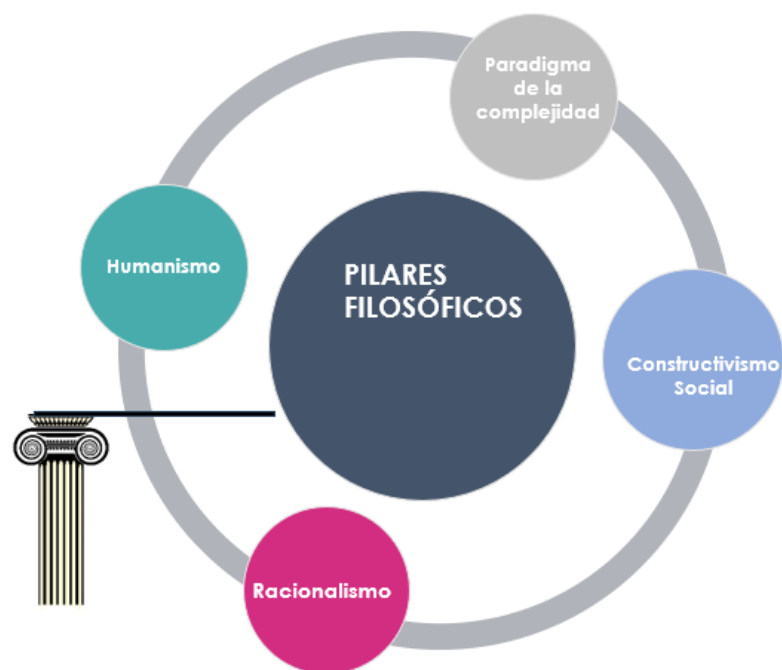 Paradigma
de la
complejidad
Humanismo
PILARES
FILOSÓFICOS
Constructivismo
Social
Racionalismo